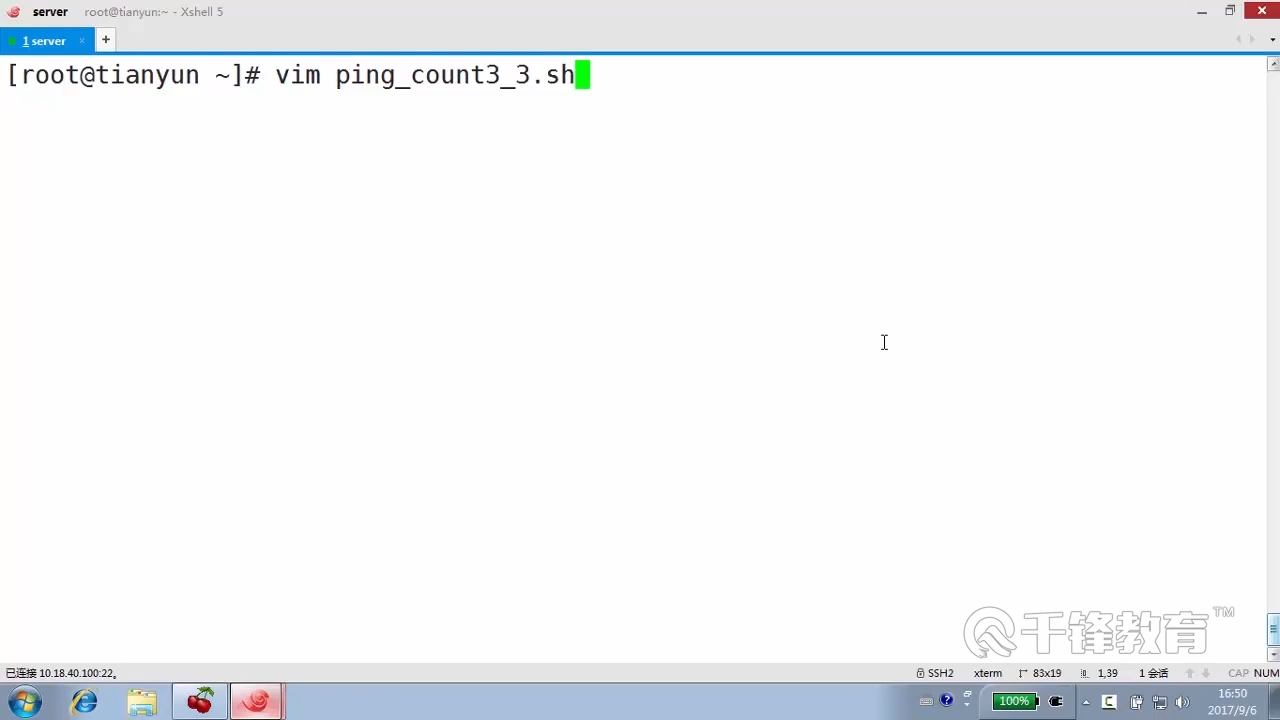 server root@tianyun:~ - Xshell 5
1 server × +
[root@tianyun ~]# vim ping_count3_3.sh
千锋教育 TM
已连接 10.18.40.100:22。 SSH2 xterm 83x19 1,39 1 会话 CAP NUM
100% 16:50
2017/9/6